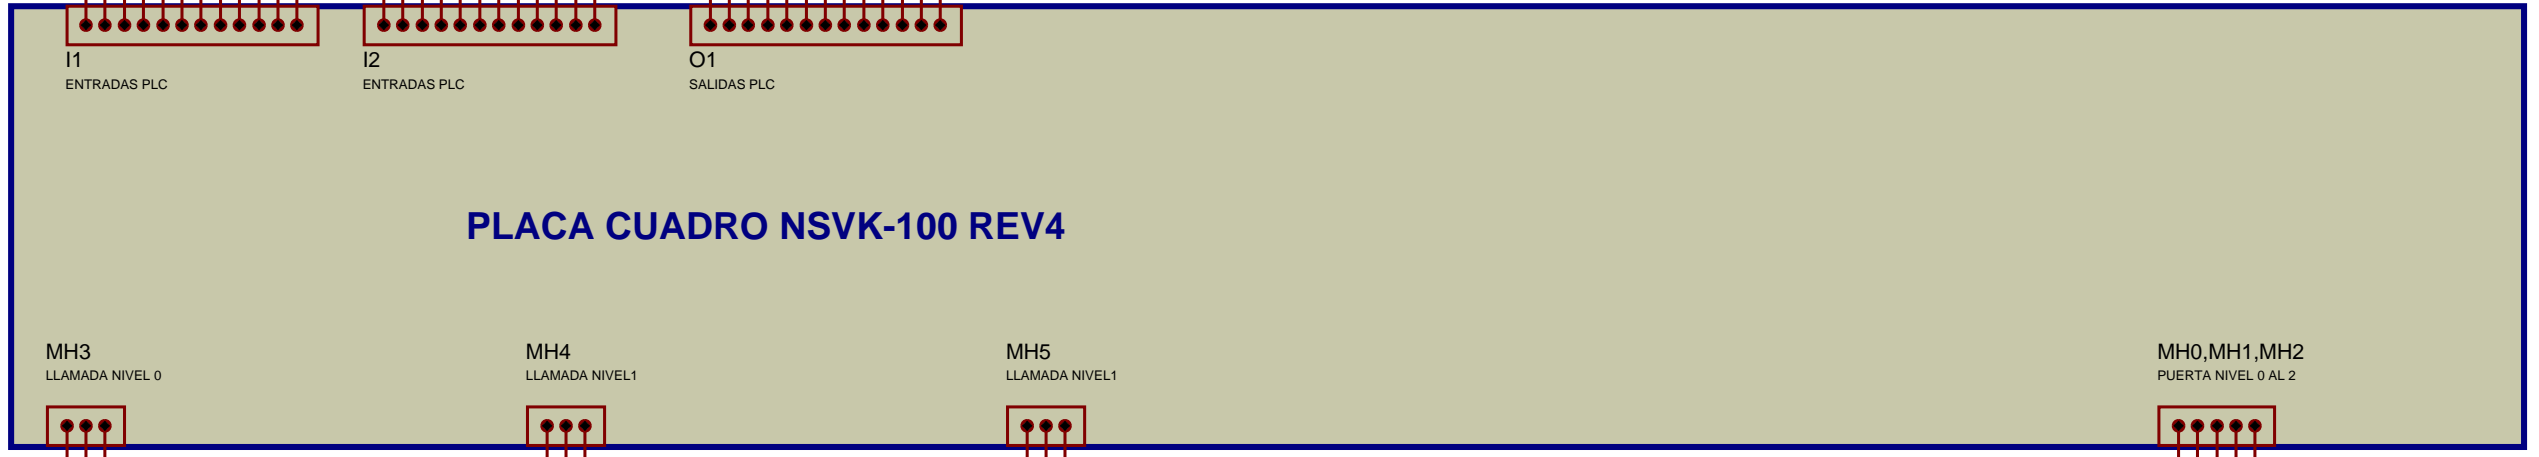 I1
ENTRADAS PLC
I2
ENTRADAS PLC
O1
SALIDAS PLC
PLACA CUADRO NSVK-100 REV4
MH3
LLAMADA NIVEL 0
MH4
LLAMADA NIVEL1
MH5
LLAMADA NIVEL1
MH0,MH1,MH2
PUERTA NIVEL 0 AL 2